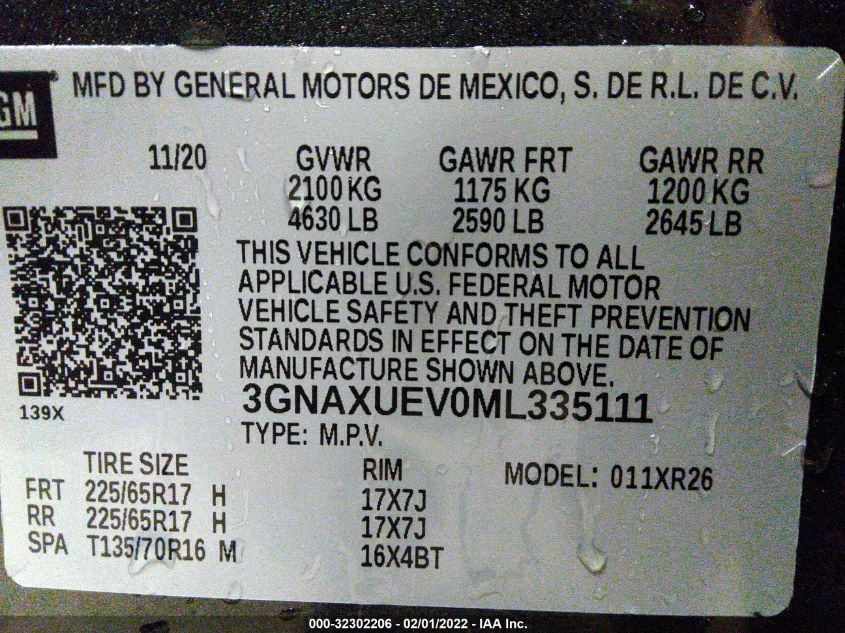 GM MFD BY GENERAL MOTORS DE MEXICO, S. DE R.L. DE C.V.
11/20 GVWR GAWR FRT GAWR RR
2100 KG 1175 KG 1200 KG
4630 LB 2590 LB 2645 LB
THIS VEHICLE CONFORMS TO ALL
APPLICABLE U.S. FEDERAL MOTOR
VEHICLE SAFETY AND THEFT PREVENTION
STANDARDS IN EFFECT ON THE DATE OF
MANUFACTURE SHOWN ABOVE.
139X 3GNAXUEV0ML335111
TYPE: M.P.V.
TIRE SIZE RIM MODEL: 011XR26
FRT 225/65R17 H 17X7J
RR 225/65R17 H 17X7J
SPA T135/70R16 M 16X4BT
000-32302206 - 02/01/2022 - IAA Inc.